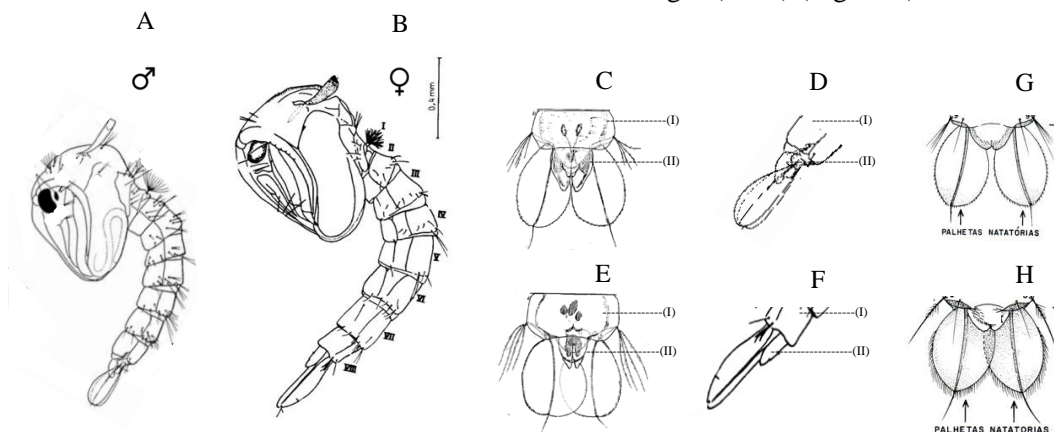 A
B
♂
♀
0,4 mm
I
II
III
IV
V
VI
VII
VIII
C
(I)
(II)
D
(I)
(II)
G
PALHETAS NATATÓRIAS
E
(I)
(II)
F
(I)
(II)
H
PALHETAS NATATÓRIAS